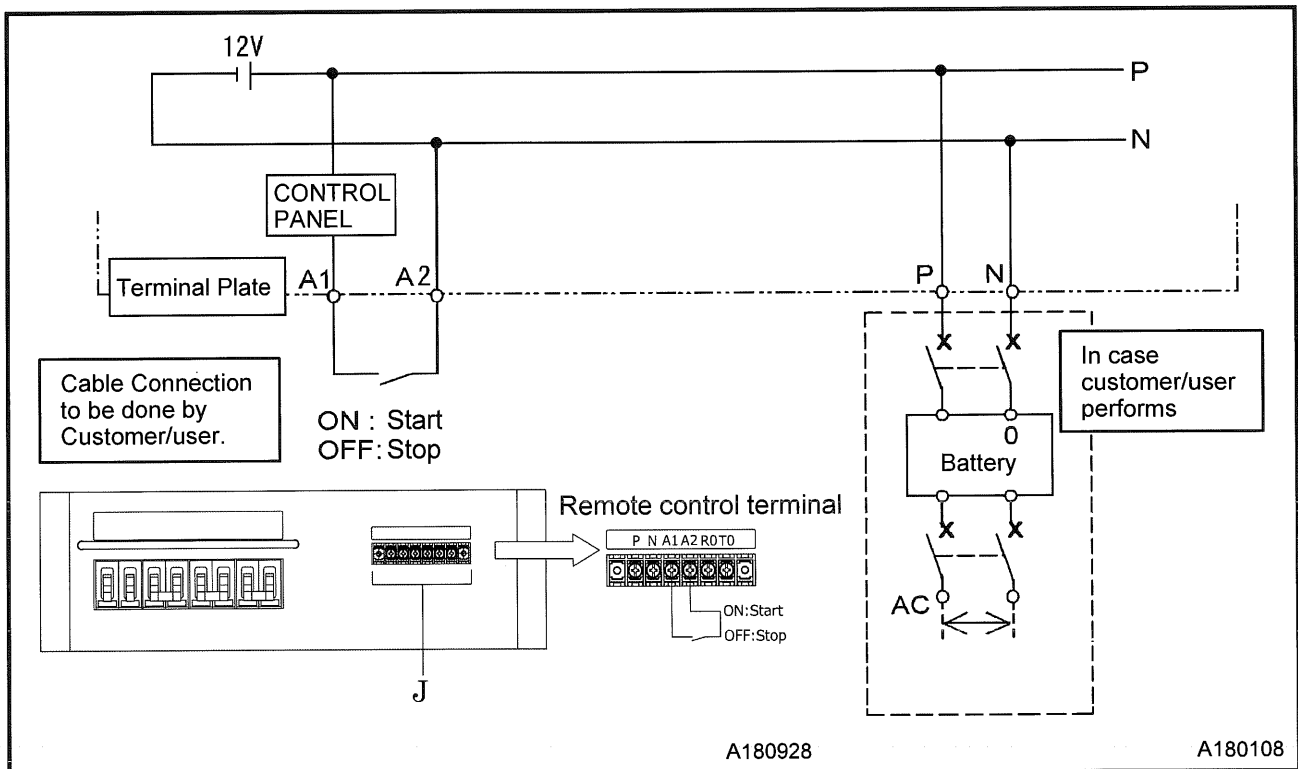 12V
P
N
CONTROL
PANEL
Terminal Plate
A1
A2
P
N
Cable Connection
to be done by
Customer/user.
ON : Start
OFF: Stop
In case
customer/user
performs
0
Battery
Remote control terminal
P N A1 A2 R0 T0
ON:Start
OFF:Stop
AC
J
A180928
A180108